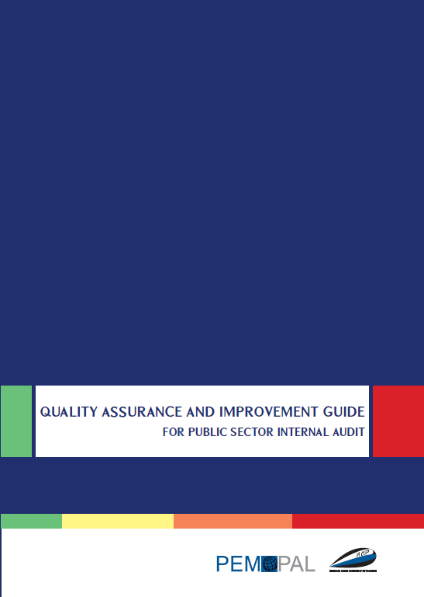 QUALITY ASSURANCE AND IMPROVEMENT GUIDE
FOR PUBLIC SECTOR INTERNAL AUDIT
PEMPAL